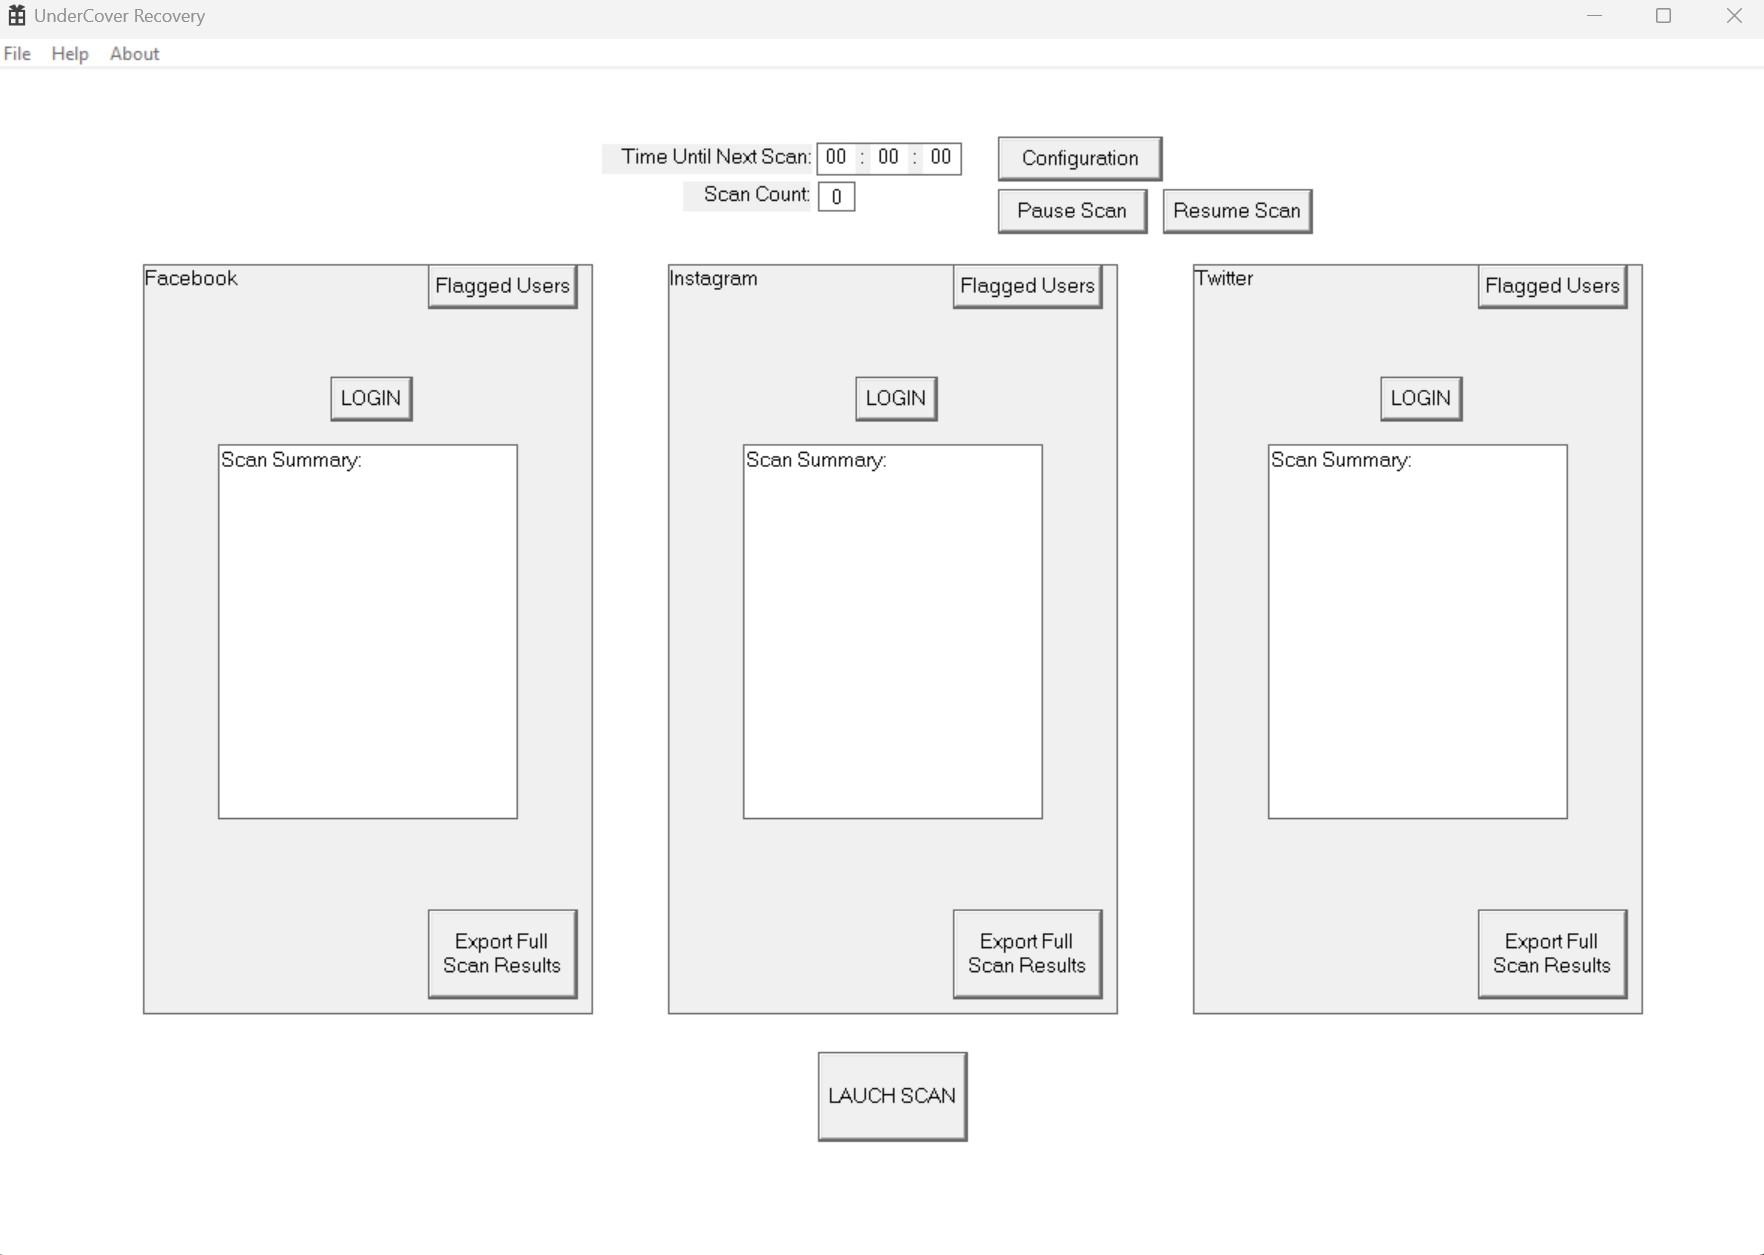 UnderCover Recovery
File Help About
Time Until Next Scan: 00 : 00 : 00 Configuration
Scan Count: 0 Pause Scan Resume Scan
Facebook Flagged Users
LOGIN
Scan Summary:
Export Full
Scan Results
Instagram Flagged Users
LOGIN
Scan Summary:
Export Full
Scan Results
Twitter Flagged Users
LOGIN
Scan Summary:
Export Full
Scan Results
LAUCH SCAN